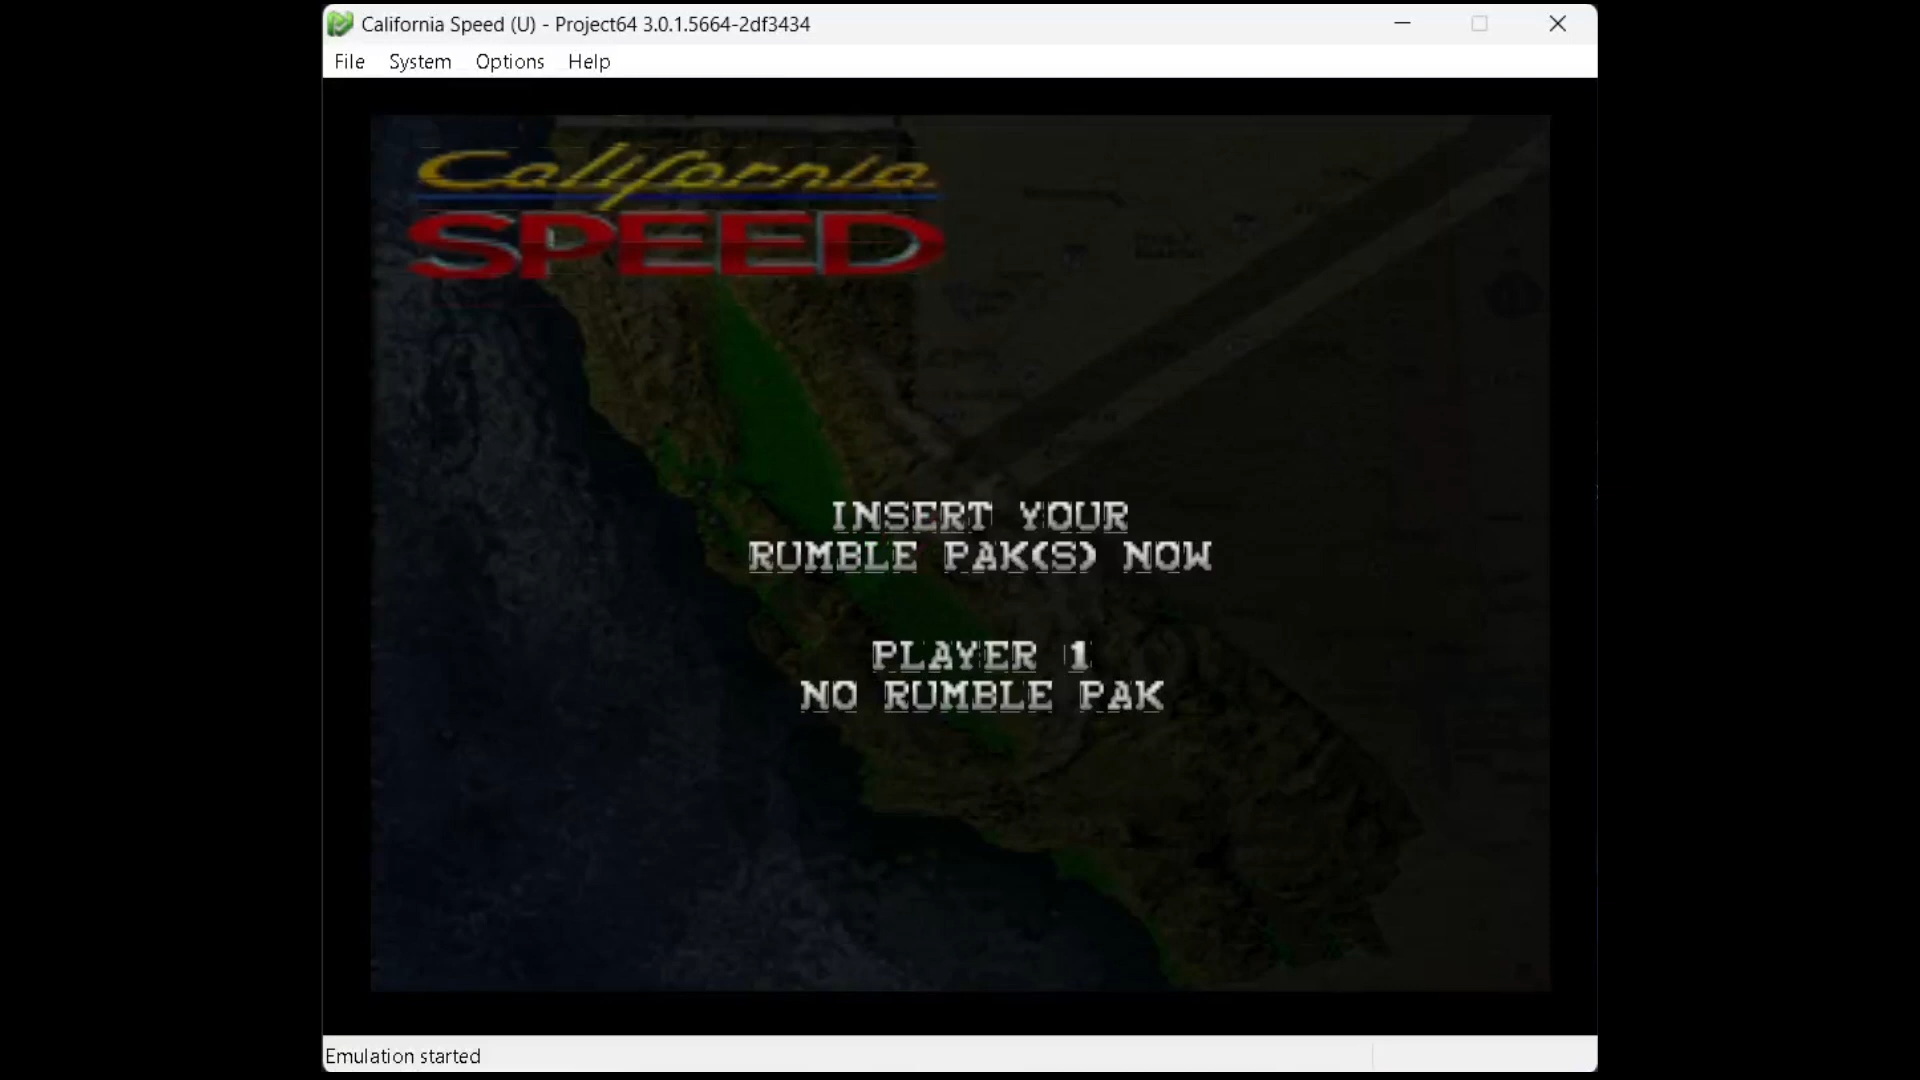 California Speed (U) - Project64 3.0.1.5664-2df3434
File System Options Help
California
SPEED
INSERT YOUR
RUMBLE PAK(S) NOW
PLAYER 1
NO RUMBLE PAK
Emulation started